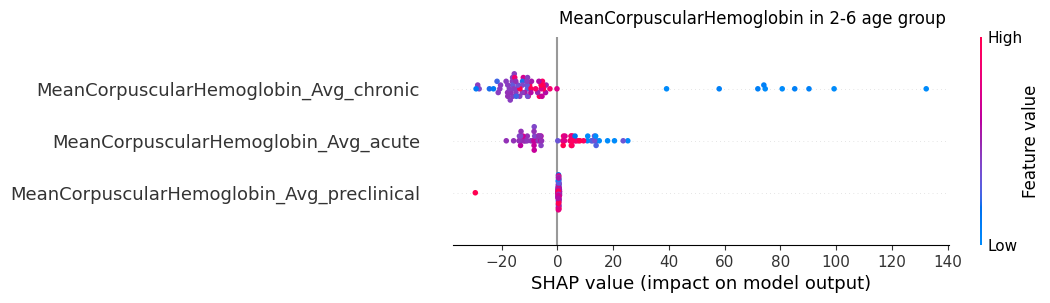 MeanCorpuscularHemoglobin in 2-6 age group
High
MeanCorpuscularHemoglobin_Avg_chronic
MeanCorpuscularHemoglobin_Avg_acute
MeanCorpuscularHemoglobin_Avg_preclinical
Feature value
Low
−20 0 20 40 60 80 100 120 140
SHAP value (impact on model output)